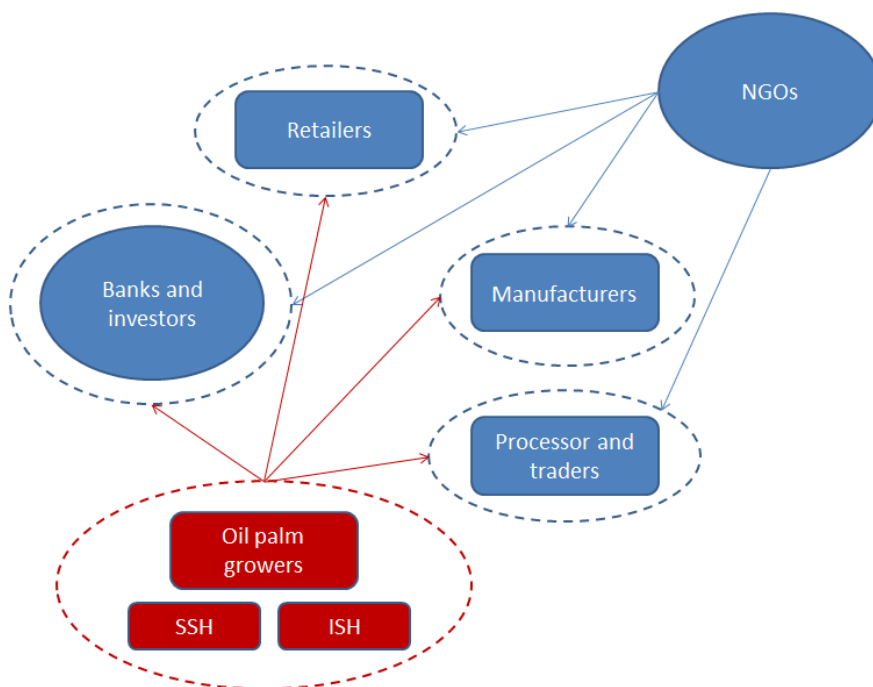 NGOs
Retailers
Banks and
investors
Manufacturers
Processor and
traders
Oil palm
growers
SSH
ISH